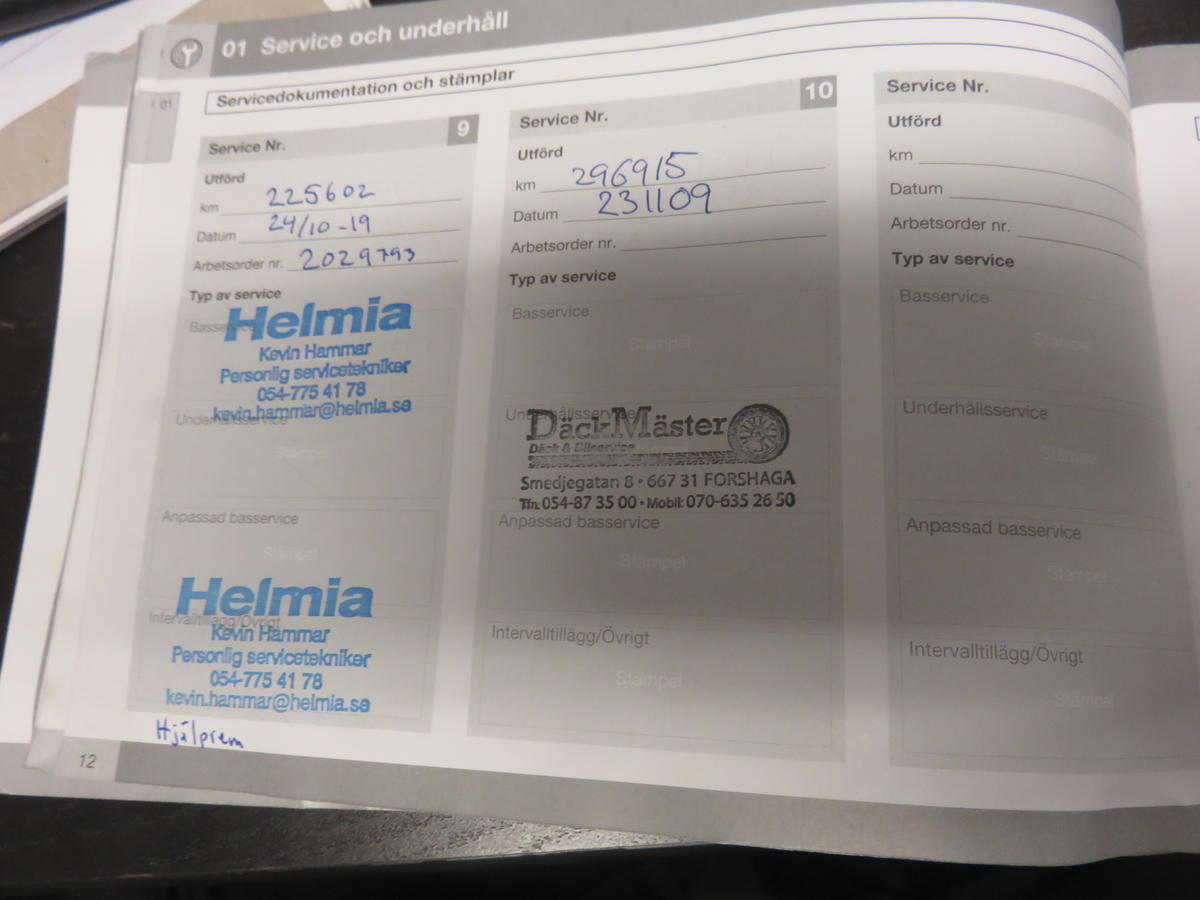 01 Service och underhåll
01
Servicedokumentation och stämplar
Service Nr. 9
Utförd
km 225602
Datum 24/10-19
Arbetsorder nr. 2029793
Typ av service
Basservice
Helmia
Kevin Hammar
Personlig servicetekniker
054-775 41 78
kevin.hammar@helmia.se
Underhållsservice
Stämpel
Anpassad basservice
Stämpel
Helmia
Intervalltillägg/Övrigt
Kevin Hammar
Personlig servicetekniker
054-775 41 78
kevin.hammar@helmia.se
Hjälprem
12
Service Nr. 10
Utförd
km 296915
Datum 231109
Arbetsorder nr.
Typ av service
Basservice
Stämpel
Underhållsservice
DäckMäster
Däck & Bilservice
Smedjegatan 8 • 667 31 FORSHAGA
Tfn. 054-87 35 00 • Mobil: 070-635 26 50
Anpassad basservice
Stämpel
Intervalltillägg/Övrigt
Stämpel
Service Nr.
Utförd
km
Datum
Arbetsorder nr.
Typ av service
Basservice
Stämpel
Underhållsservice
Stämpel
Anpassad basservice
Stämpel
Intervalltillägg/Övrigt
Stämpel